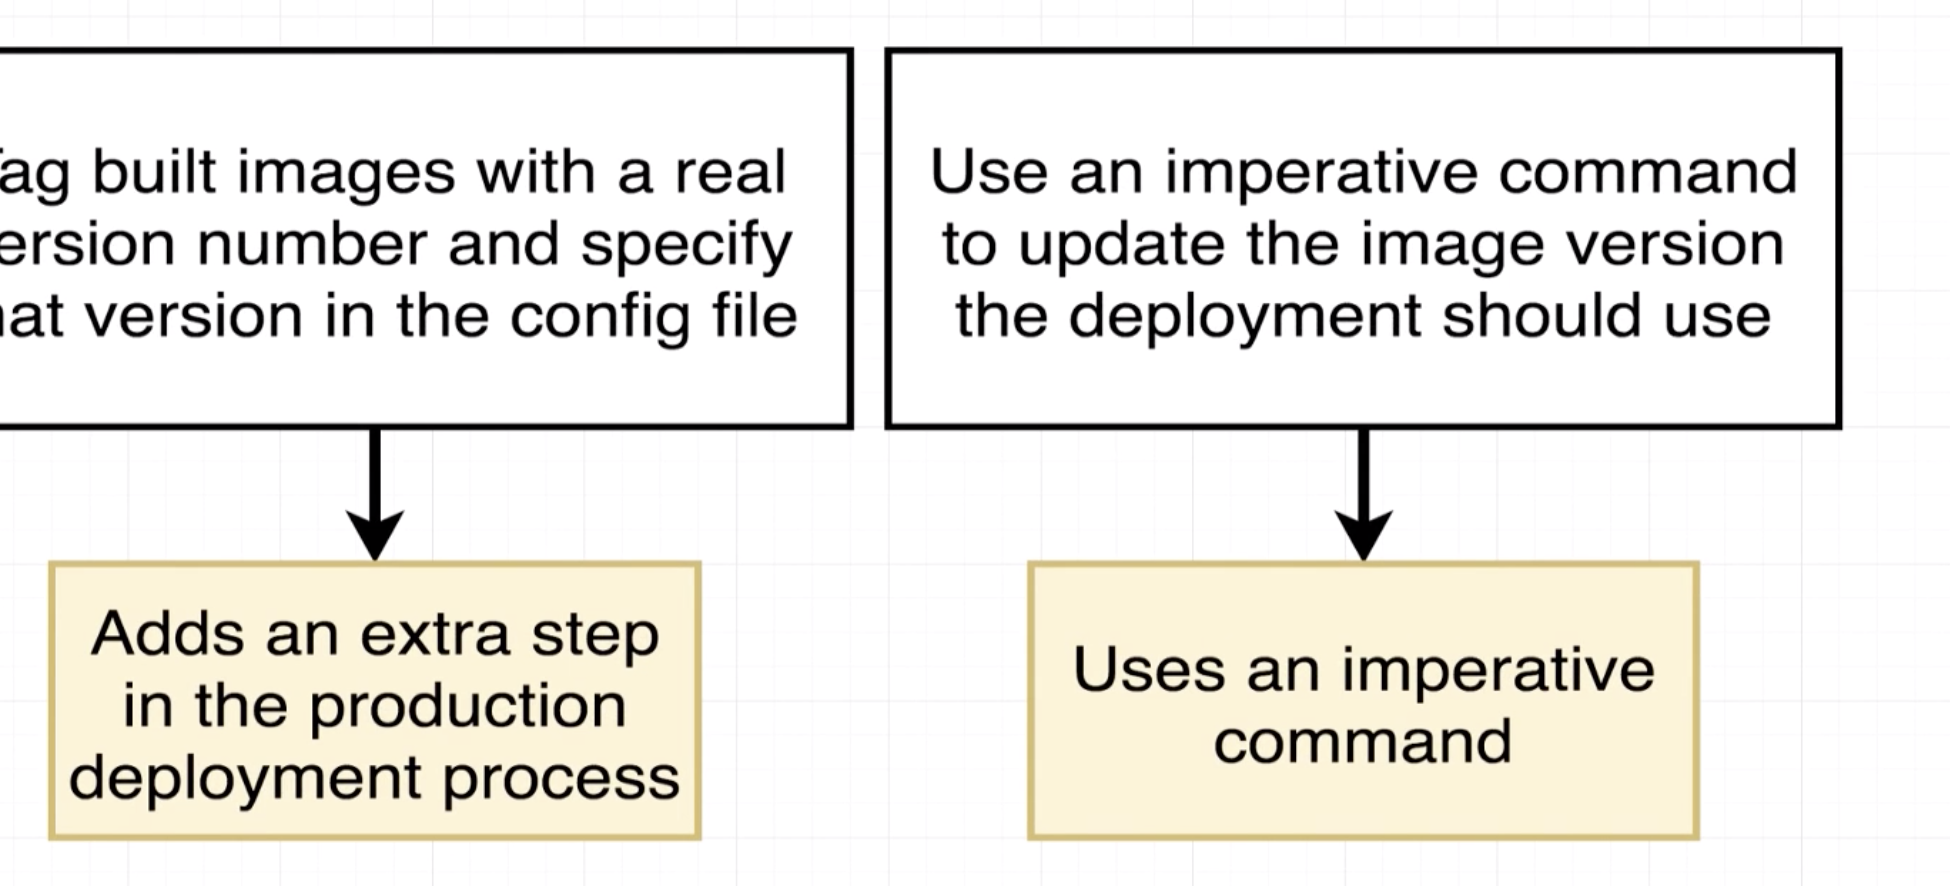 ag built images with a real
ersion number and specify
at version in the config file
Use an imperative command
to update the image version
the deployment should use
Adds an extra step
in the production
deployment process
Uses an imperative
command